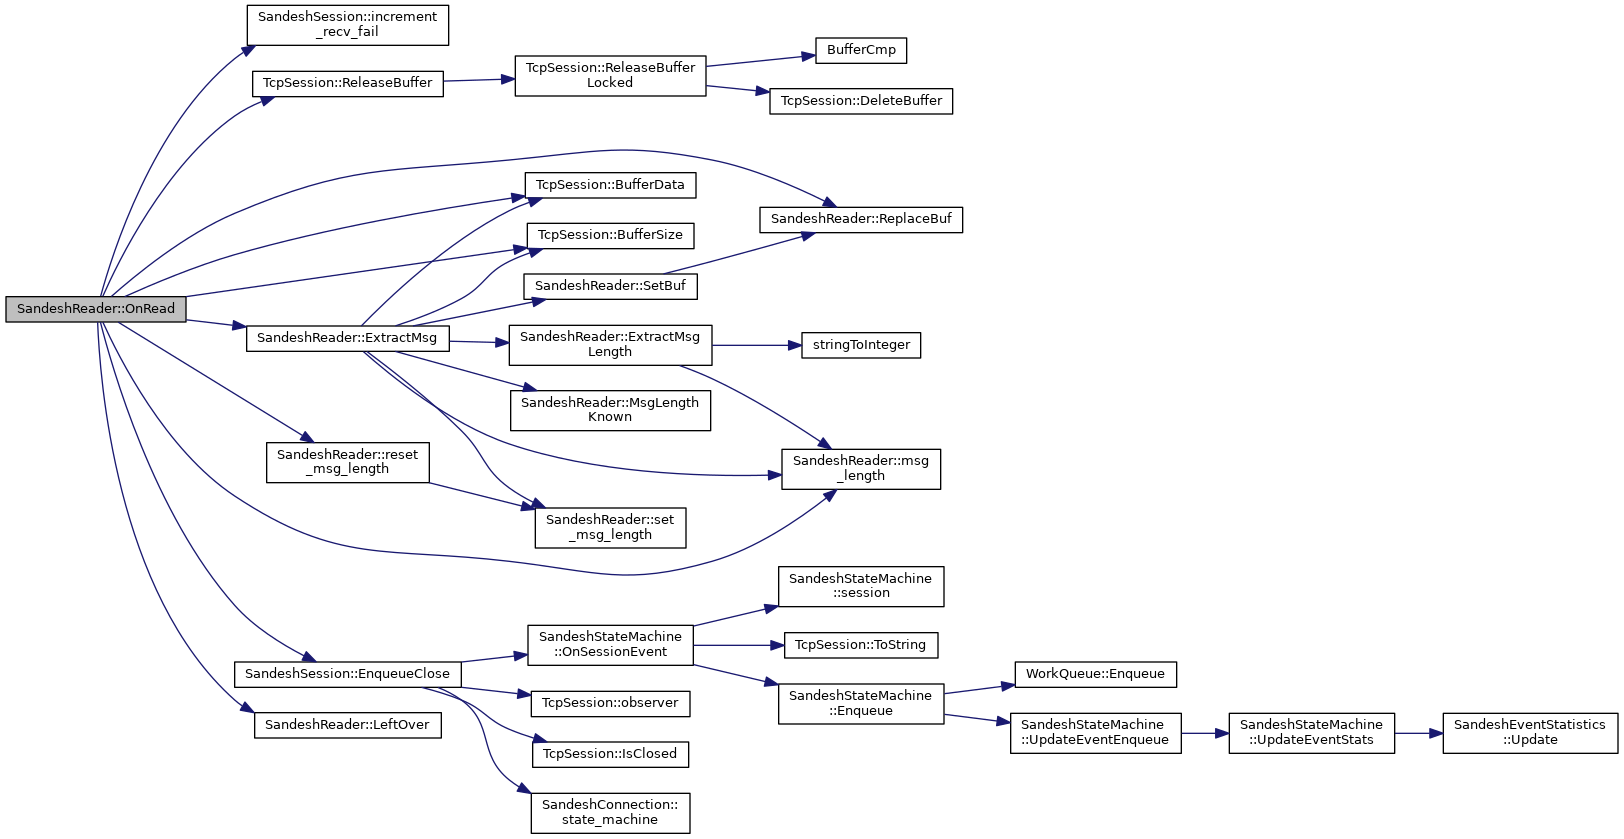 SandeshSession::increment
_recv_fail
BufferCmp
TcpSession::ReleaseBuffer
TcpSession::ReleaseBuffer
Locked
TcpSession::DeleteBuffer
TcpSession::BufferData
SandeshReader::ReplaceBuf
TcpSession::BufferSize
SandeshReader::SetBuf
SandeshReader::OnRead
SandeshReader::ExtractMsg
SandeshReader::ExtractMsg
Length
stringToInteger
SandeshReader::MsgLength
Known
SandeshReader::reset
_msg_length
SandeshReader::msg
_length
SandeshReader::set
_msg_length
SandeshStateMachine
::session
SandeshStateMachine
::OnSessionEvent
TcpSession::ToString
SandeshSession::EnqueueClose
WorkQueue::Enqueue
TcpSession::observer
SandeshStateMachine
::Enqueue
SandeshReader::LeftOver
SandeshStateMachine
::UpdateEventEnqueue
SandeshStateMachine
::UpdateEventStats
SandeshEventStatistics
::Update
TcpSession::IsClosed
SandeshConnection::
state_machine